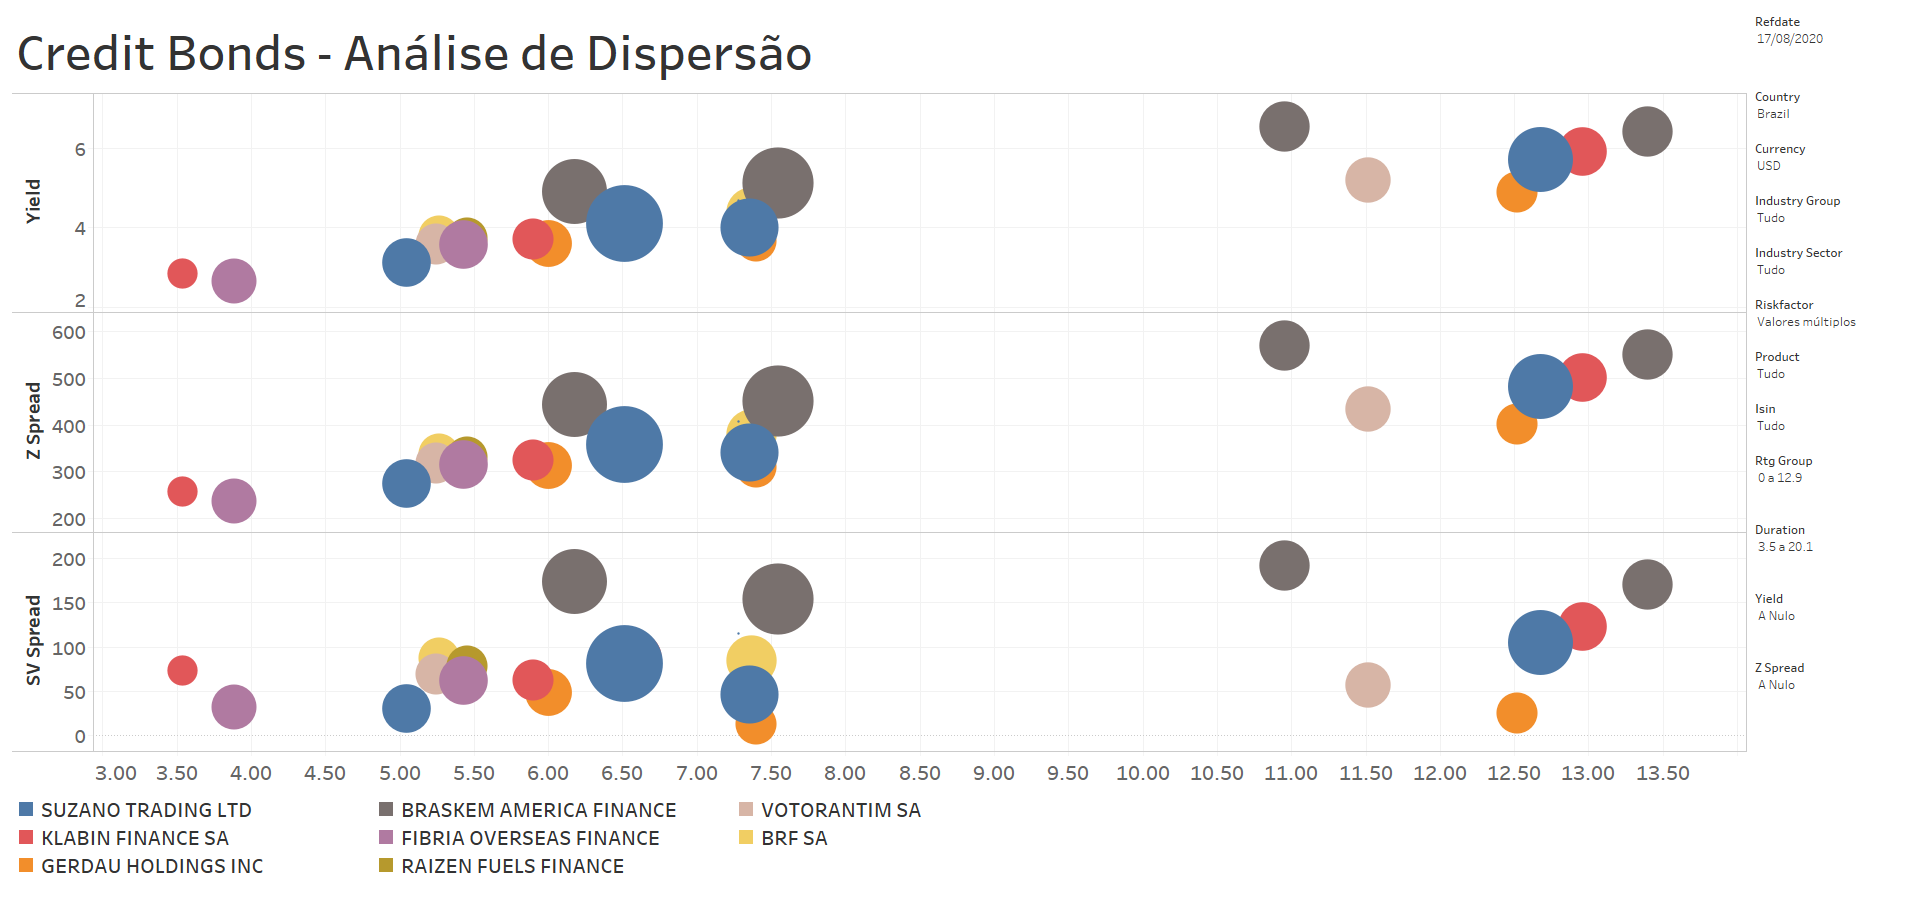 Credit Bonds - Análise de Dispersão
Refdate
17/08/2020
Country
Brazil
Currency
USD
Industry Group
Tudo
Industry Sector
Tudo
Riskfactor
Valores múltiplos
Product
Tudo
Isin
Tudo
Rtg Group
0 a 12.9
Duration
3.5 a 20.1
Yield
A Nulo
Z Spread
A Nulo
Yield
6
4
2
Z Spread
600
500
400
300
200
SV Spread
200
150
100
50
0
3.00 3.50 4.00 4.50 5.00 5.50 6.00 6.50 7.00 7.50 8.00 8.50 9.00 9.50 10.00 10.50 11.00 11.50 12.00 12.50 13.00 13.50
SUZANO TRADING LTD BRASKEM AMERICA FINANCE VOTORANTIM SA
KLABIN FINANCE SA FIBRIA OVERSEAS FINANCE BRF SA
GERDAU HOLDINGS INC RAIZEN FUELS FINANCE